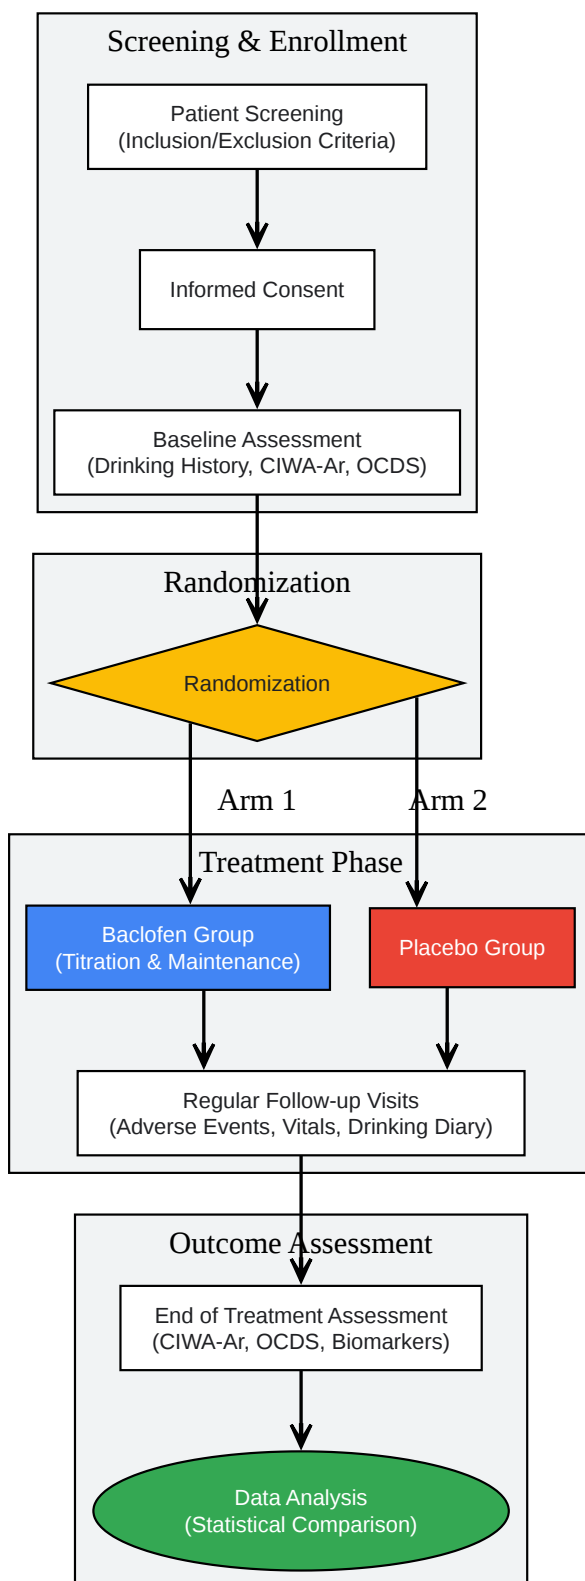 Screening & Enrollment
Patient Screening
(Inclusion/Exclusion Criteria)
Informed Consent
Baseline Assessment
(Drinking History, CIWA-Ar, OCDS)
Randomization
Randomization
Arm 1
Arm 2
Treatment Phase
Baclofen Group
(Titration & Maintenance)
Placebo Group
Regular Follow-up Visits
(Adverse Events, Vitals, Drinking Diary)
Outcome Assessment
End of Treatment Assessment
(CIWA-Ar, OCDS, Biomarkers)
Data Analysis
(Statistical Comparison)